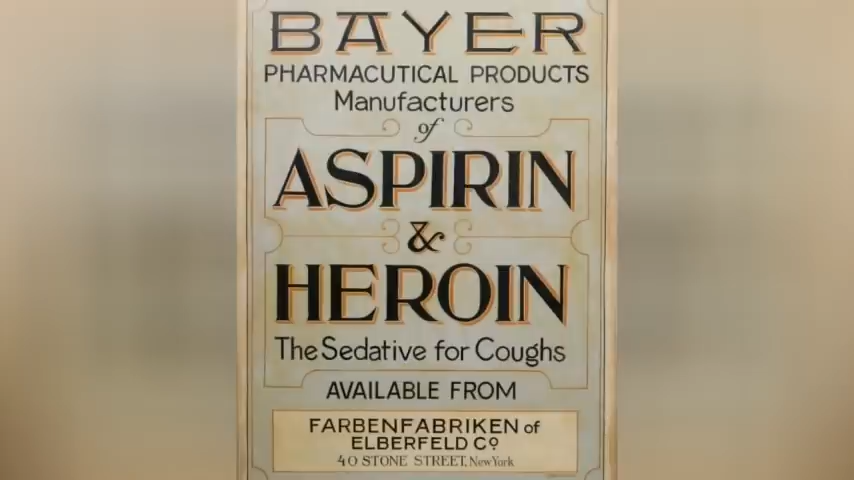 BAYER
PHARMACUTICAL PRODUCTS
Manufacturers
of
ASPIRIN
&
HEROIN
The Sedative for Coughs
AVAILABLE FROM
FARBENFABRIKEN of
ELBERFELD Co
40 STONE STREET, New York